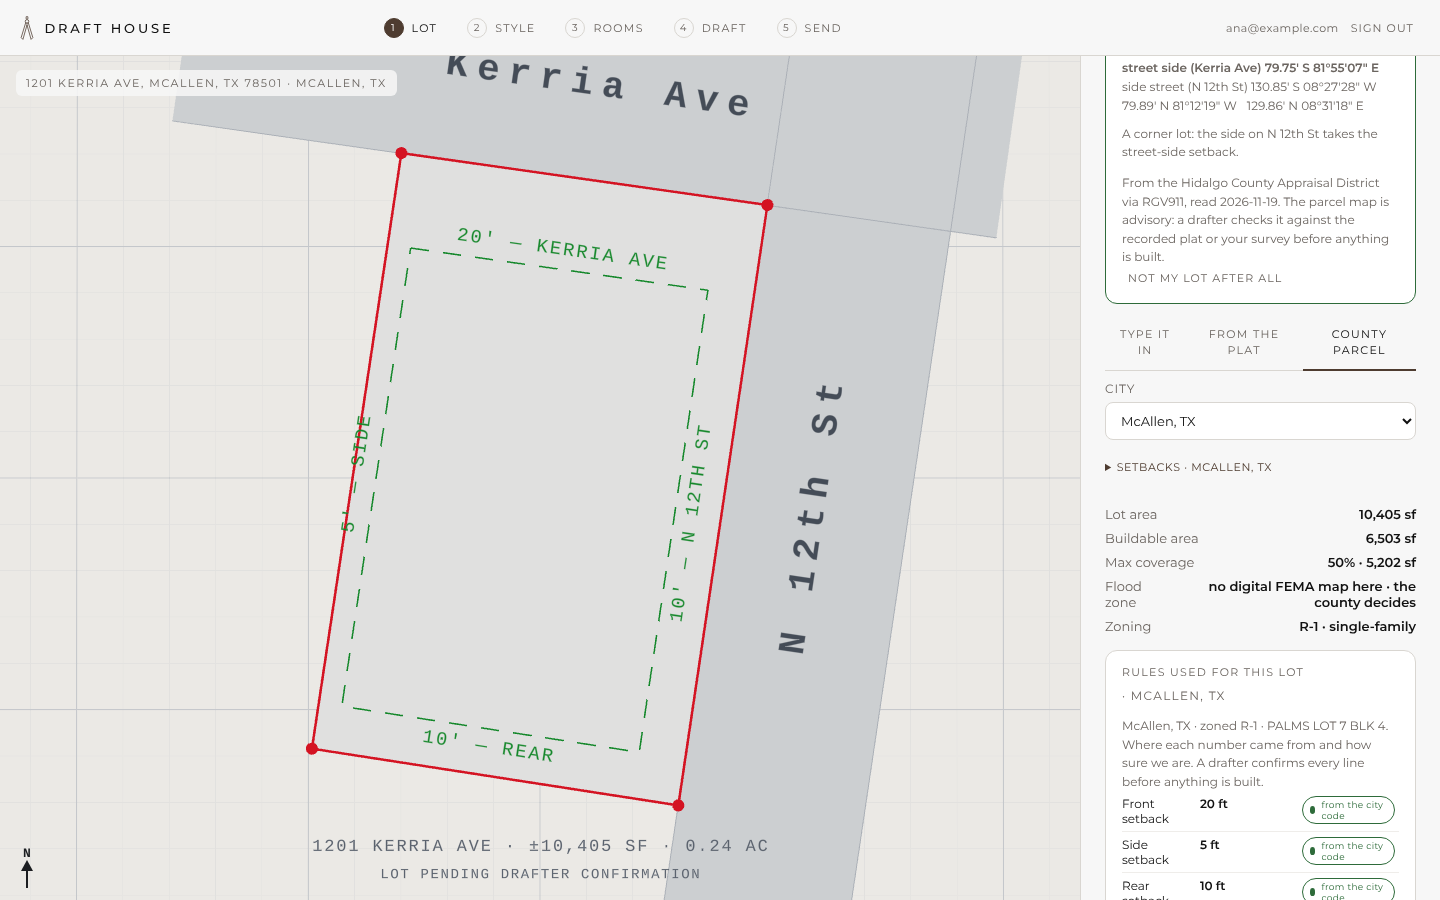 DRAFT HOUSE
1 LOT
2 STYLE
3 ROOMS
4 DRAFT
5 SEND
ana@example.com SIGN OUT
1201 KERRIA AVE, MCALLEN, TX 78501 · MCALLEN, TX
Kerria Ave
20' — KERRIA AVE
5' — SIDE
10' — N 12TH ST
N 12th St
10' — REAR
1201 KERRIA AVE · ±10,405 SF · 0.24 AC
LOT PENDING DRAFTER CONFIRMATION
N
street side (Kerria Ave) 79.75' S 81°55'07" E
side street (N 12th St) 130.85' S 08°27'28" W
79.89' N 81°12'19" W 129.86' N 08°31'18" E
A corner lot: the side on N 12th St takes the
street-side setback.
From the Hidalgo County Appraisal District
via RGV911, read 2026-11-19. The parcel map is
advisory: a drafter checks it against the
recorded plat or your survey before anything
is built.
NOT MY LOT AFTER ALL
TYPE IT
IN
FROM THE
PLAT
COUNTY
PARCEL
CITY
McAllen, TX
SETBACKS · MCALLEN, TX
Lot area 10,405 sf
Buildable area 6,503 sf
Max coverage 50% · 5,202 sf
Flood
zone
no digital FEMA map here · the
county decides
Zoning R-1 · single-family
RULES USED FOR THIS LOT
· MCALLEN, TX
McAllen, TX · zoned R-1 · PALMS LOT 7 BLK 4.
Where each number came from and how
sure we are. A drafter confirms every line
before anything is built.
Front
setback
20 ft
from the city
code
Side
setback
5 ft
from the city
code
Rear
setback
10 ft
from the city
code